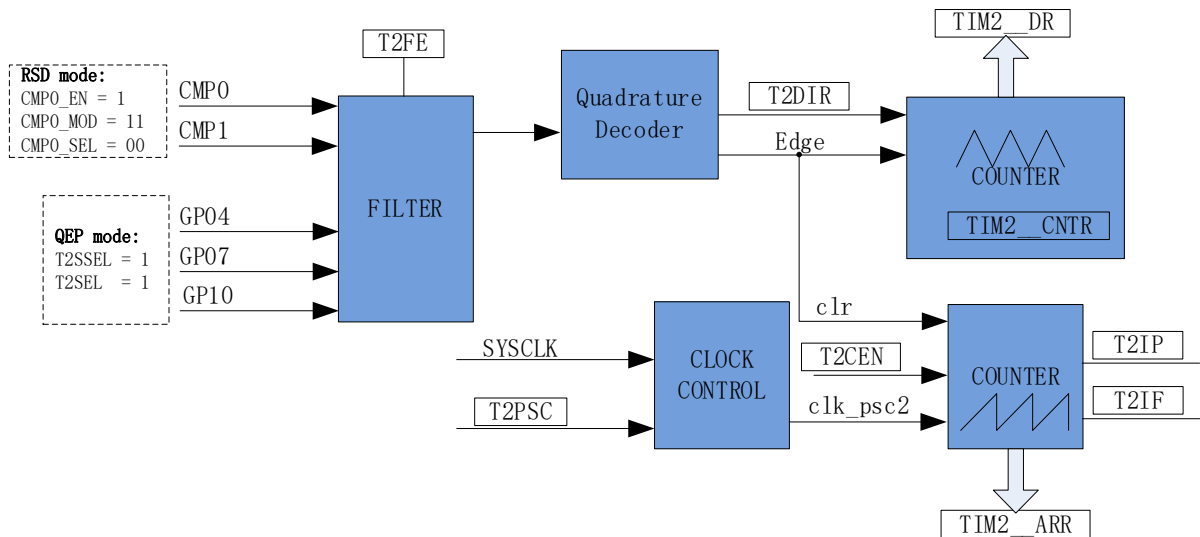 TIM2__DR
T2FE
RSD mode:
CMP0_EN = 1
CMP0_MOD = 11
CMP0_SEL = 00
CMP0
CMP1
Quadrature
Decoder
T2DIR
Edge
COUNTER
TIM2__CNTR
FILTER
QEP mode:
T2SSEL = 1
T2SEL = 1
GP04
GP07
GP10
clr
SYSCLK
CLOCK
CONTROL
T2CEN
T2IP
COUNTER
T2PSC
clk_psc2
T2IF
TIM2__ARR